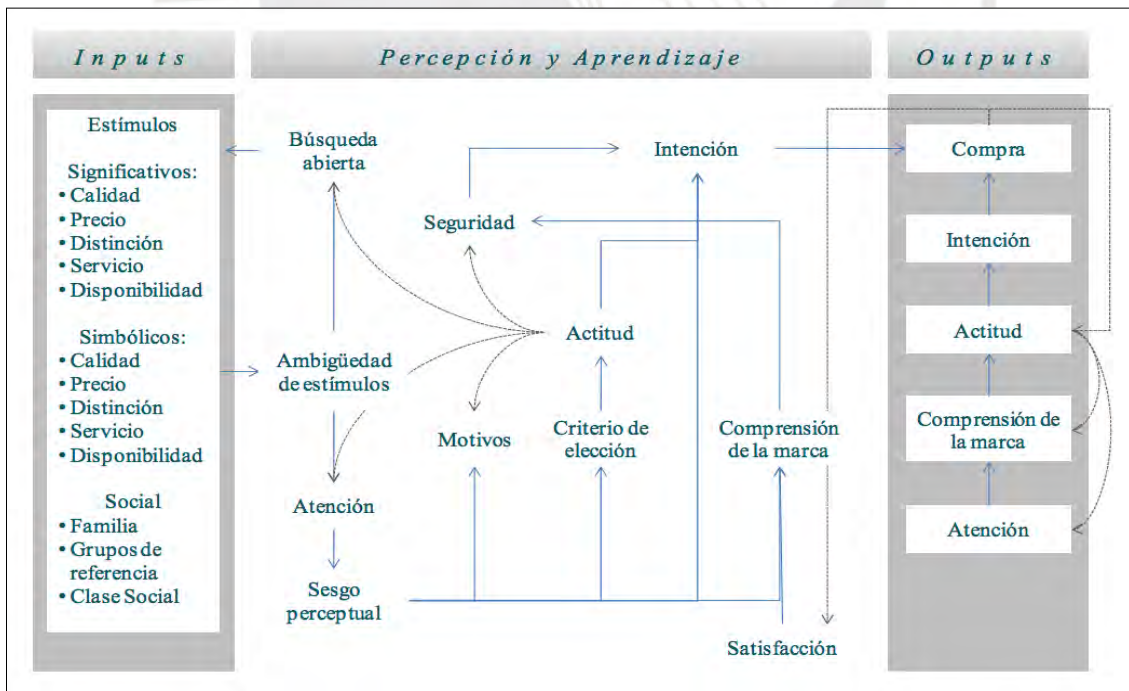 Inputs
Percepción y Aprendizaje
Outputs
Estímulos
Significativos:
• Calidad
• Precio
• Distinción
• Servicio
• Disponibilidad
Simbólicos:
• Calidad
• Precio
• Distinción
• Servicio
• Disponibilidad
Social
• Familia
• Grupos de
referencia
• Clase Social
Búsqueda
abierta
Intención
Seguridad
Ambigüedad
de estímulos
Actitud
Motivos
Criterio de
elección
Comprensión
de la marca
Atención
Sesgo
perceptual
Satisfacción
Compra
Intención
Actitud
Comprensión de
la marca
Atención